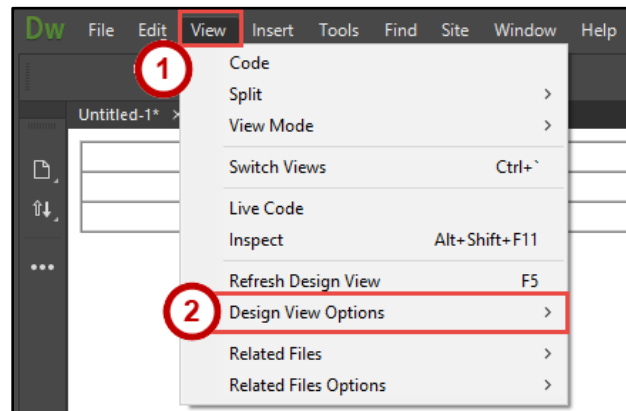 Dw File Edit View Insert Tools Find Site Window Help
1
Code
Split
Untitled-1* ×
View Mode
Switch Views Ctrl+`
Live Code
Inspect Alt+Shift+F11
Refresh Design View F5
2
Design View Options
Related Files
Related Files Options